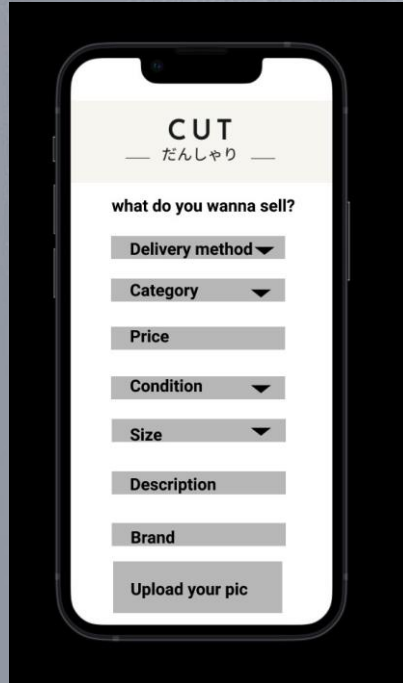 CUT
だんしゃり
what do you wanna sell?
Delivery method
Category
Price
Condition
Size
Description
Brand
Upload your pic